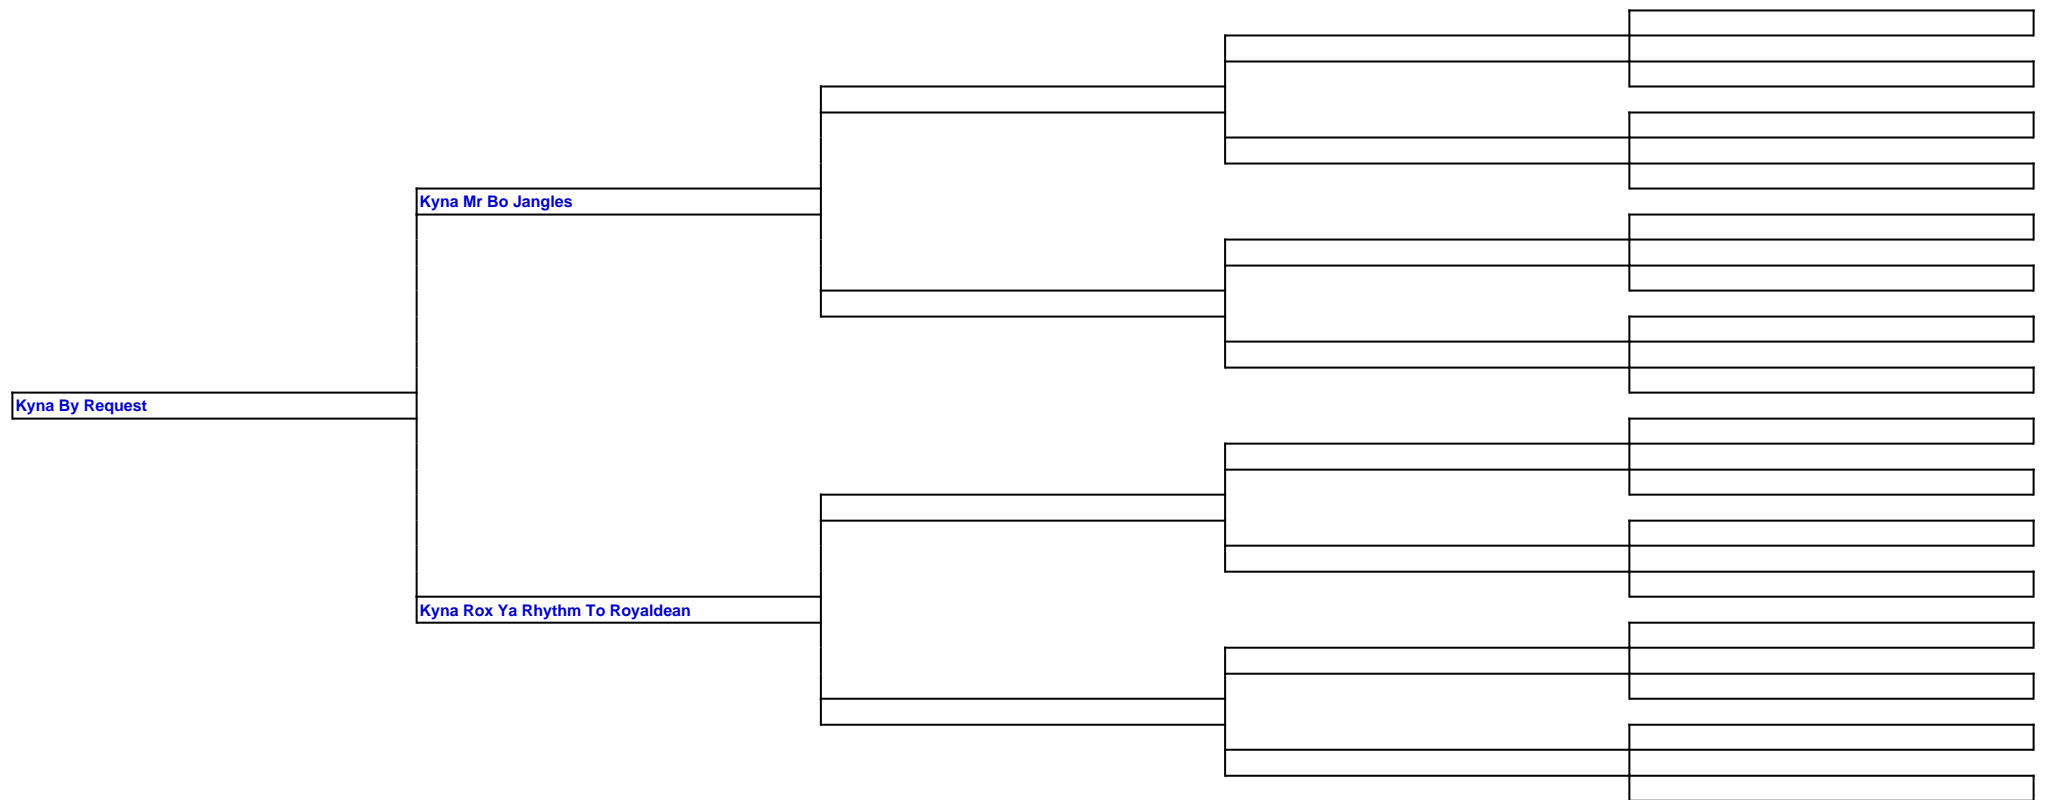 Kyna Mr Bo Jangles
Kyna By Request
Kyna Rox Ya Rhythm To Royaldean